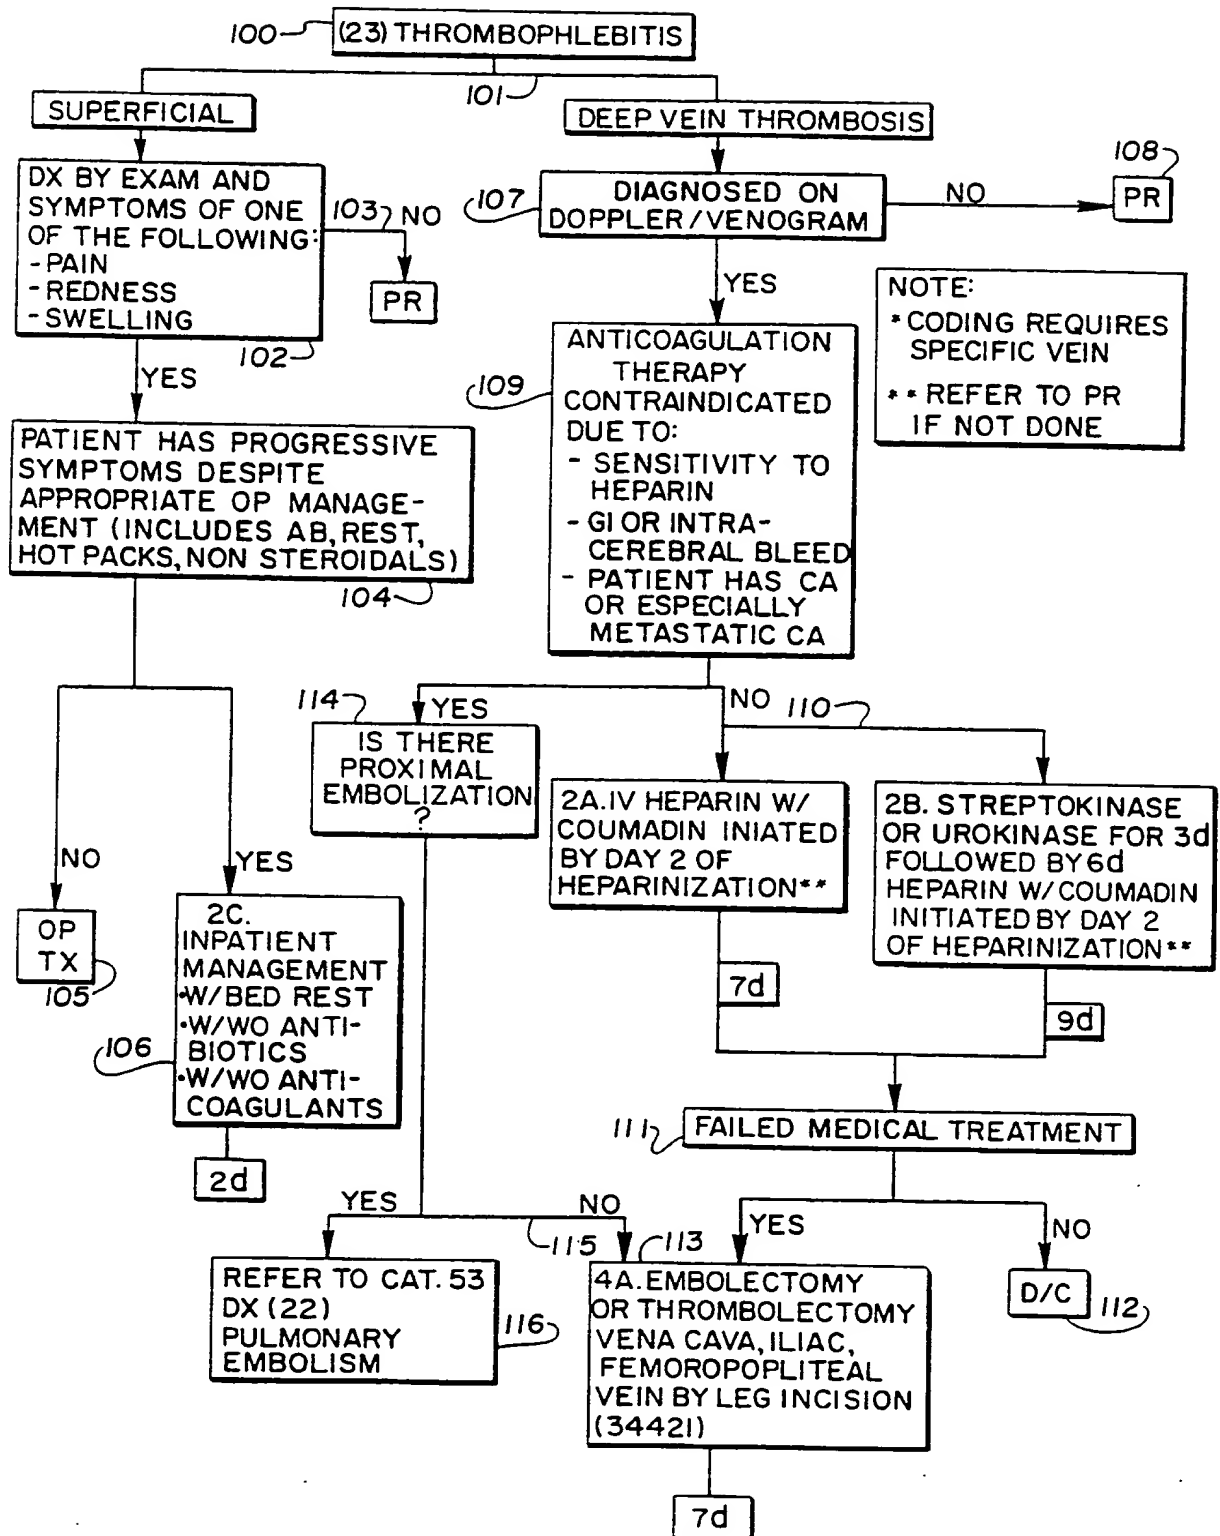 100
(23) THROMBOPHLEBITIS
101
SUPERFICIAL
DEEP VEIN THROMBOSIS
DX BY EXAM AND
SYMPTOMS OF ONE
OF THE FOLLOWING:
-PAIN
-REDNESS
-SWELLING
102
103
NO
PR
107
DIAGNOSED ON
DOPPLER/VENOGRAM
NO
108
PR
YES
YES
NOTE:
*CODING REQUIRES
SPECIFIC VEIN
**REFER TO PR
IF NOT DONE
109
ANTICOAGULATION
THERAPY
CONTRAINDICATED
DUE TO:
- SENSITIVITY TO
HEPARIN
- GI OR INTRA-
CEREBRAL BLEED
- PATIENT HAS CA
OR ESPECIALLY
METASTATIC CA
PATIENT HAS PROGRESSIVE
SYMPTOMS DESPITE
APPROPRIATE OP MANAGE-
MENT (INCLUDES AB, REST,
HOT PACKS, NON STEROIDALS)
104
114
YES
NO
110
IS THERE
PROXIMAL
EMBOLIZATION
?
2A. IV HEPARIN W/
COUMADIN INIATED
BY DAY 2 OF
HEPARINIZATION**
2B. STREPTOKINASE
OR UROKINASE FOR 3d
FOLLOWED BY 6d
HEPARIN W/COUMADIN
INITIATED BY DAY 2
OF HEPARINIZATION**
NO
YES
OP
TX
105
2C.
INPATIENT
MANAGEMENT
•W/BED REST
•W/WO ANTI-
BIOTICS
•W/WO ANTI-
COAGULANTS
106
2d
7d
9d
111
FAILED MEDICAL TREATMENT
YES
NO
115
113
YES
NO
REFER TO CAT. 53
DX (22)
PULMONARY
EMBOLISM
116
4A. EMBOLECTOMY
OR THROMBOLECTOMY
VENA CAVA, ILIAC,
FEMOROPOPLITEAL
VEIN BY LEG INCISION
(34421)
D/C
112
7d